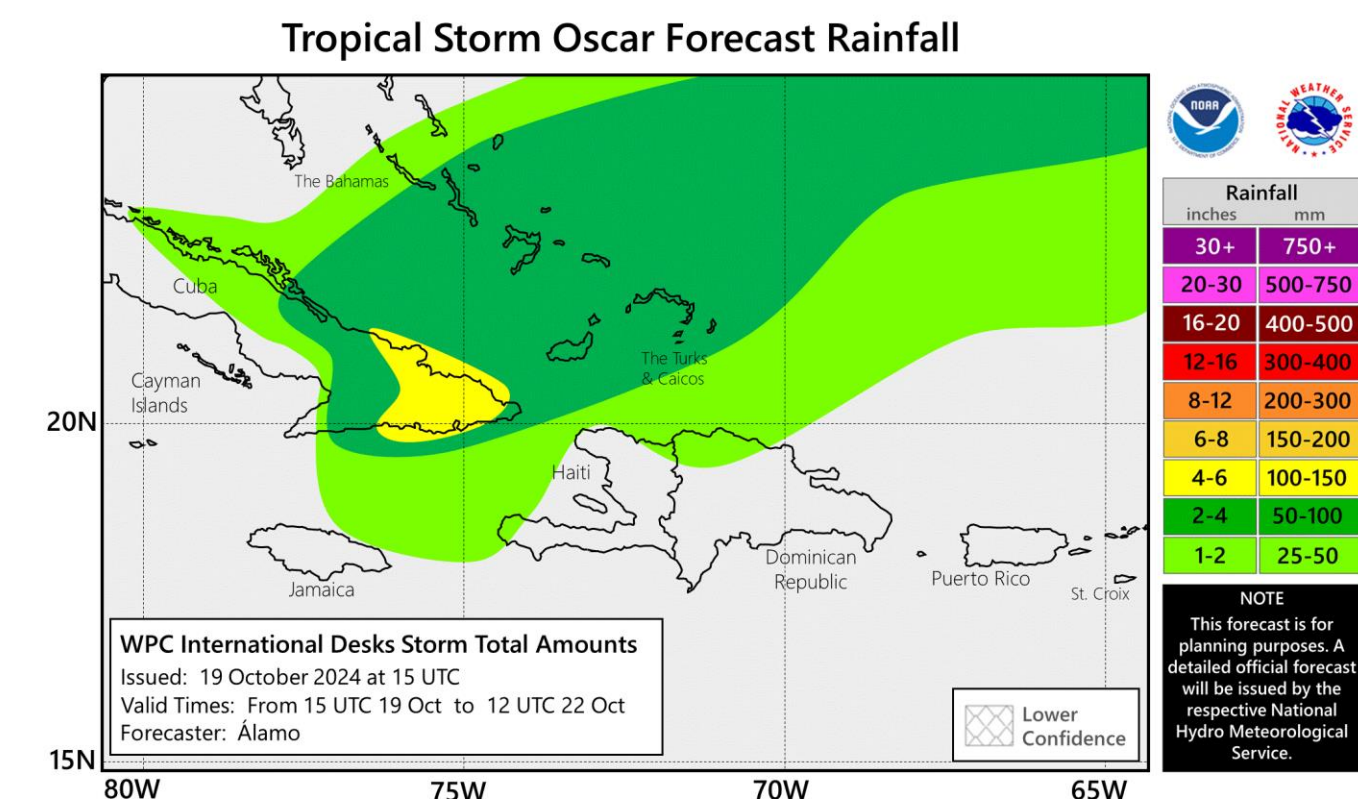 Tropical Storm Oscar Forecast Rainfall
The Bahamas
Cuba
Cayman
Islands
The Turks
& Caicos
Haiti
Jamaica
Dominican
Republic
Puerto Rico
St. Croix
20N
15N
80W
75W
70W
65W
WPC International Desks Storm Total Amounts
Issued: 19 October 2024 at 15 UTC
Valid Times: From 15 UTC 19 Oct to 12 UTC 22 Oct
Forecaster: Álamo
Lower
Confidence
NOAA
NATIONAL WEATHER SERVICE
Rainfall
inches mm
30+ 750+
20-30 500-750
16-20 400-500
12-16 300-400
8-12 200-300
6-8 150-200
4-6 100-150
2-4 50-100
1-2 25-50
NOTE
This forecast is for
planning purposes. A
detailed official forecast
will be issued by the
respective National
Hydro Meteorological
Service.